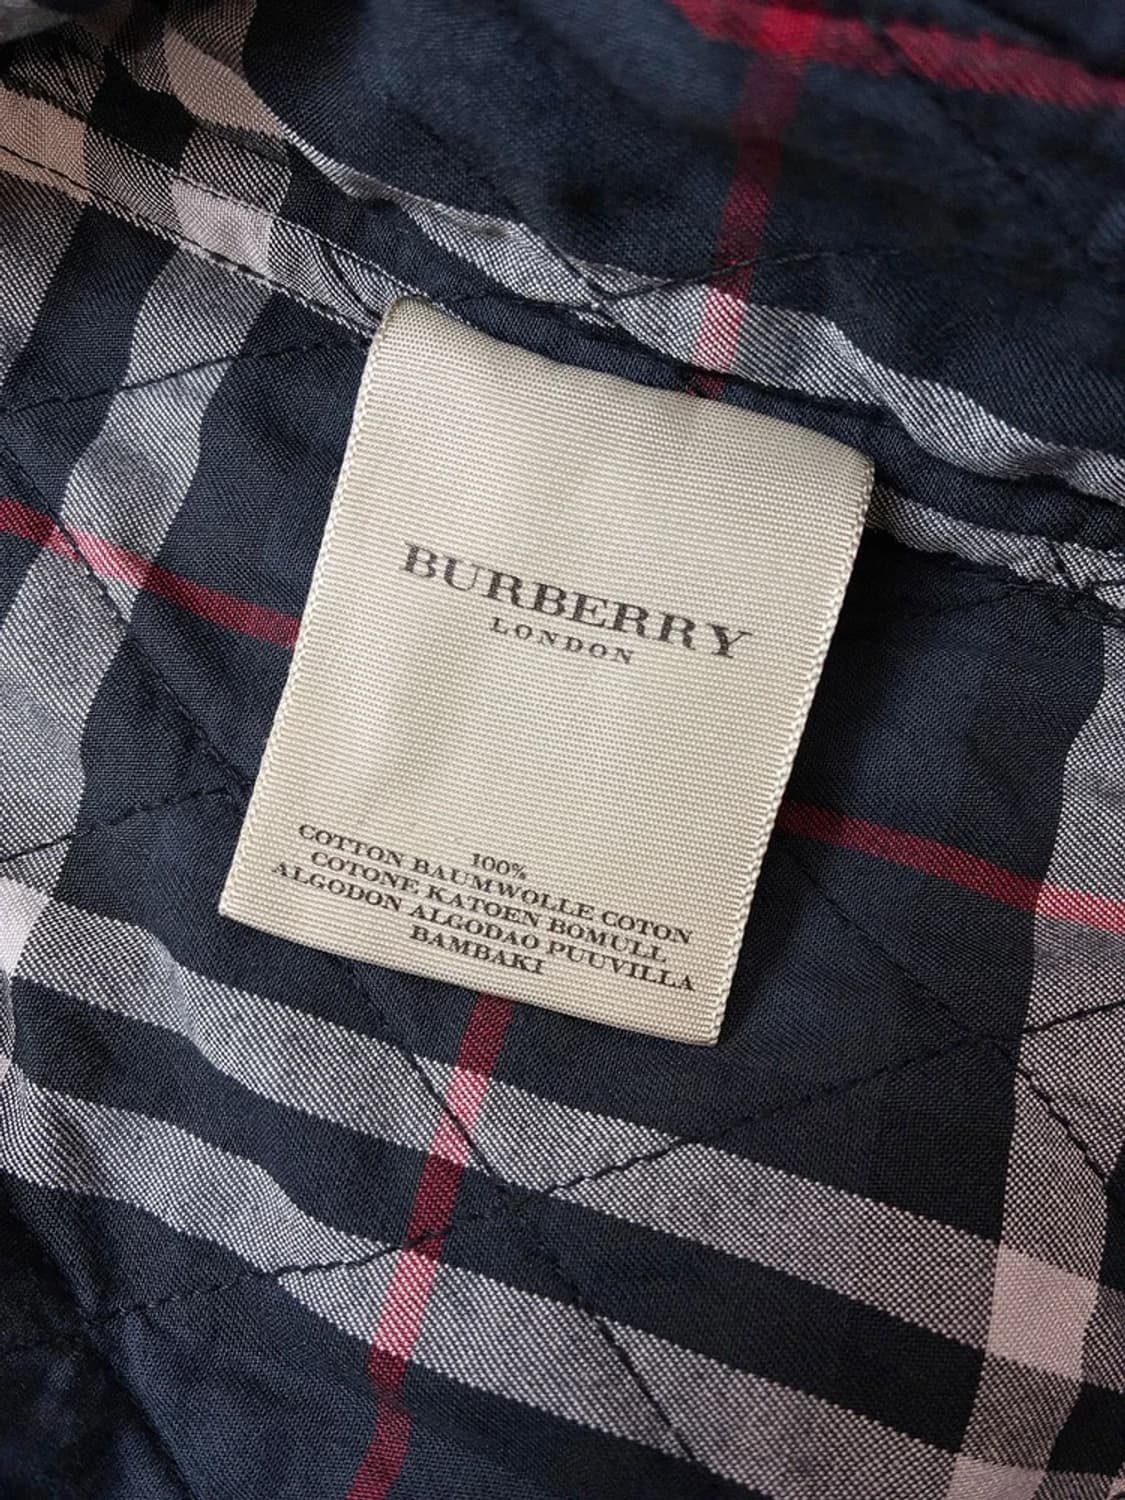 BURBERRY
LONDON
100%
COTTON BAUMWOLLE COTON
COTONE KATOEN BOMULL
ALGODON ALGODAO PUUVILLA
BAMBAKI